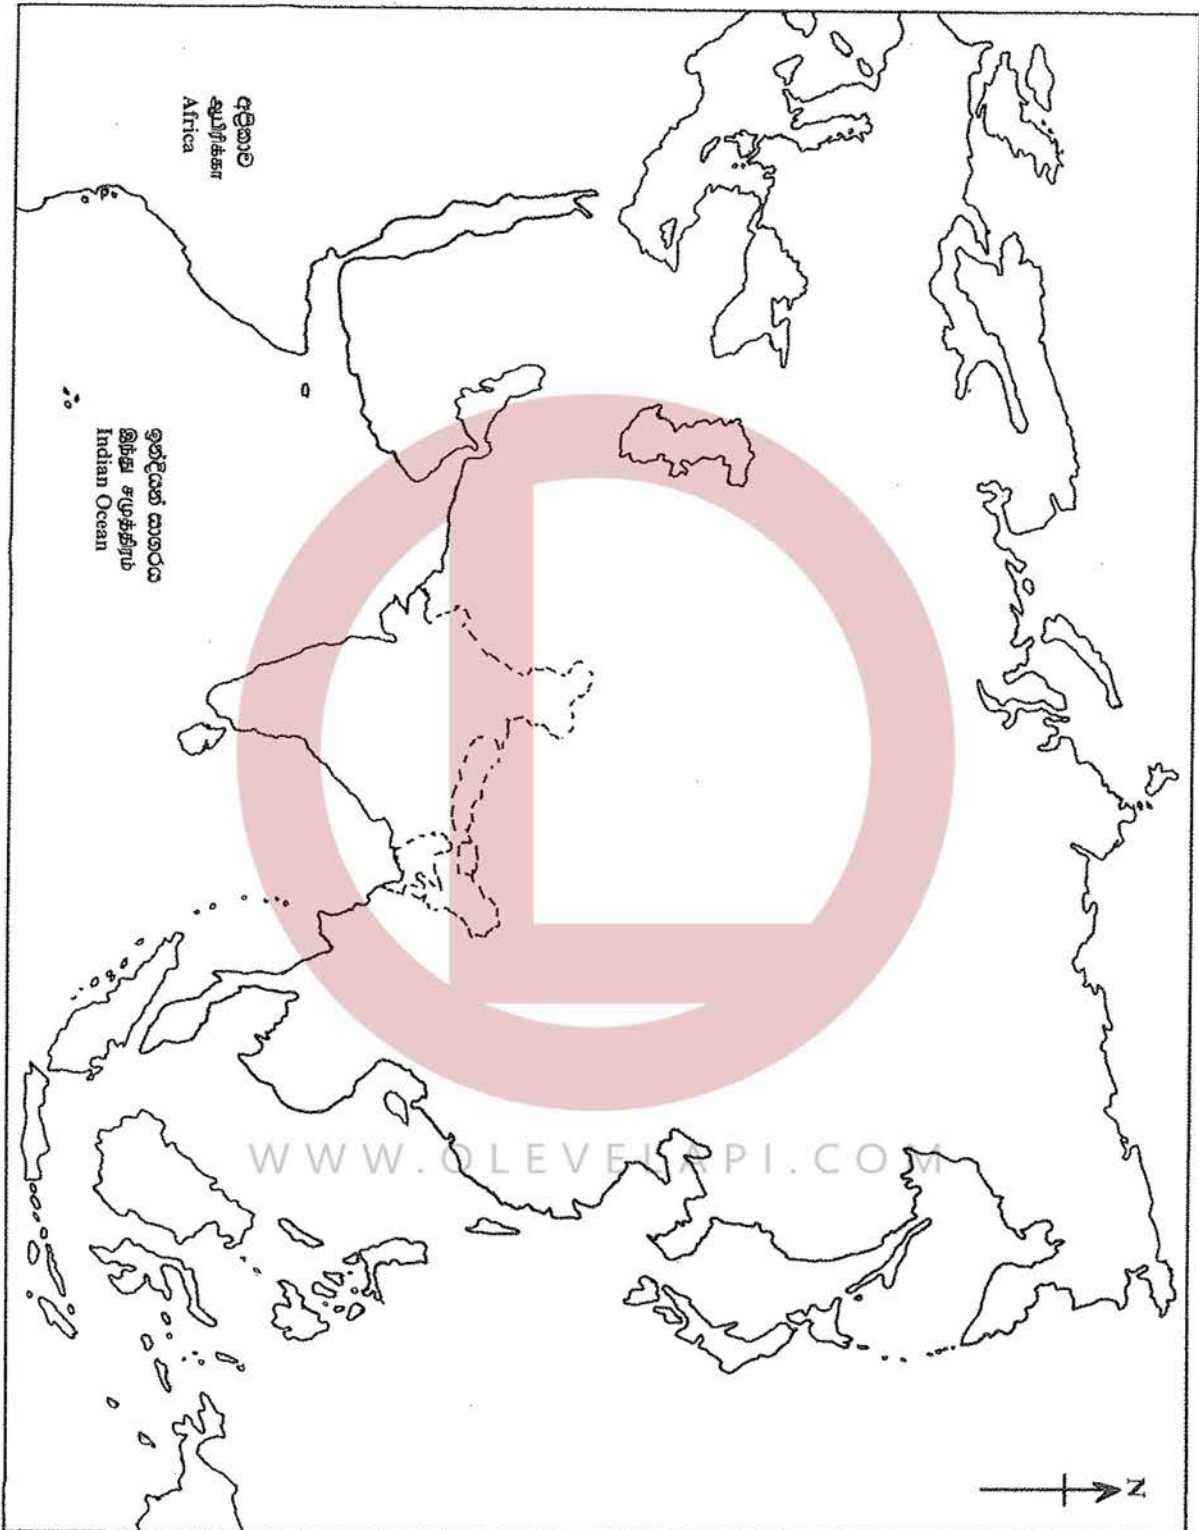 අප්‍රිකාව
ஆபிரிக்கா
Africa
ඉන්දියන් සාගරය
இந்து சமுத்திரம்
Indian Ocean
WWW.OLEVELAPI.COM
N